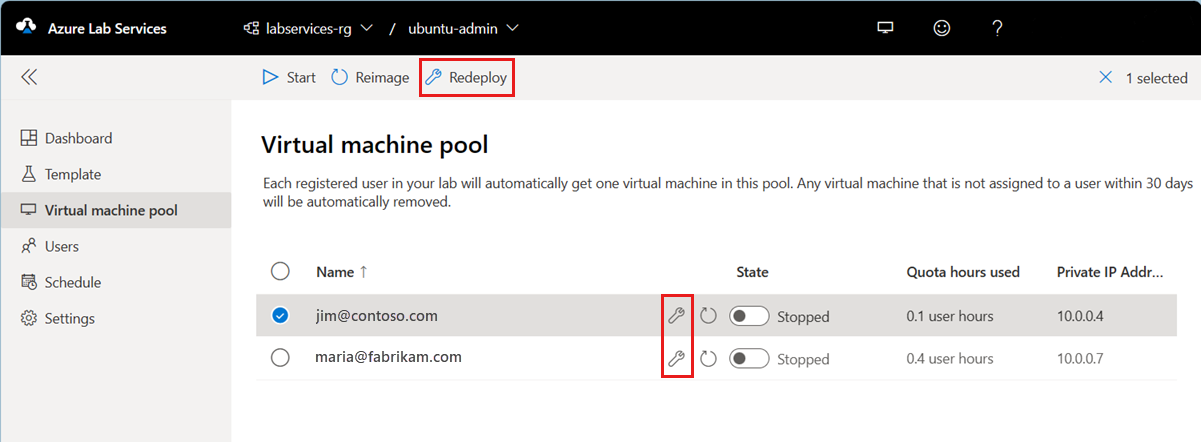 Azure Lab Services labservices-rg / ubuntu-admin ?
Start Reimage Redeploy 1 selected
Dashboard
Template
Virtual machine pool
Users
Schedule
Settings
Virtual machine pool
Each registered user in your lab will automatically get one virtual machine in this pool. Any virtual machine that is not assigned to a user within 30 days
will be automatically removed.
Name ↑ State Quota hours used Private IP Addr...
jim@contoso.com Stopped 0.1 user hours 10.0.0.4
maria@fabrikam.com Stopped 0.4 user hours 10.0.0.7